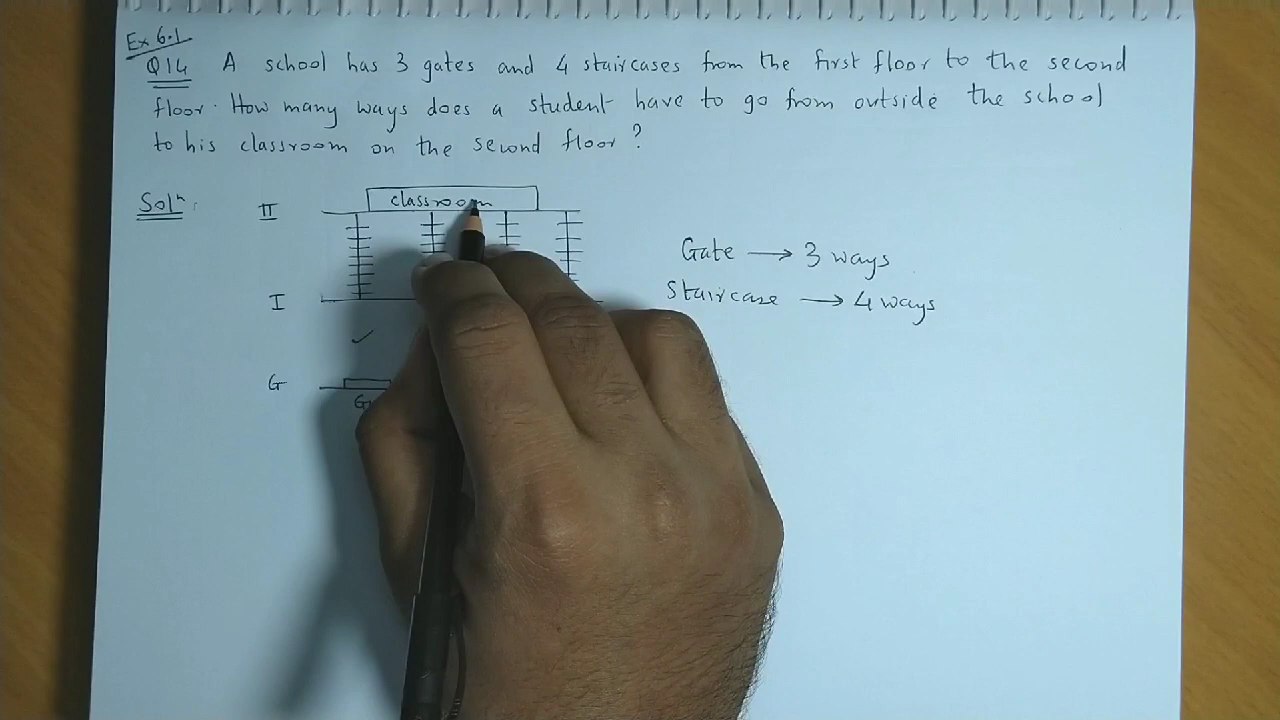 Ex 6.1
Q14 A school has 3 gates and 4 staircases from the first floor to the second
floor. How many ways does a student have to go from outside the school
to his classroom on the second floor?
Solⁿ:
II classroom
Gate → 3 ways
Staircase → 4 ways
I
✓
G